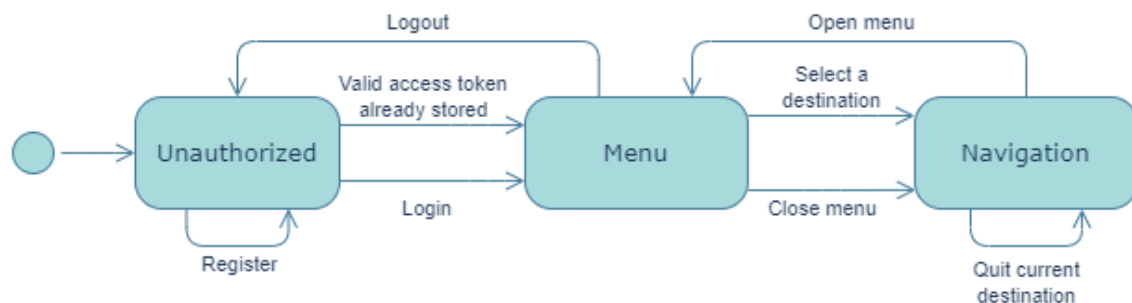 Logout
Open menu
Valid access token
already stored
Select a
destination
Unauthorized
Menu
Navigation
Login
Close menu
Register
Quit current
destination